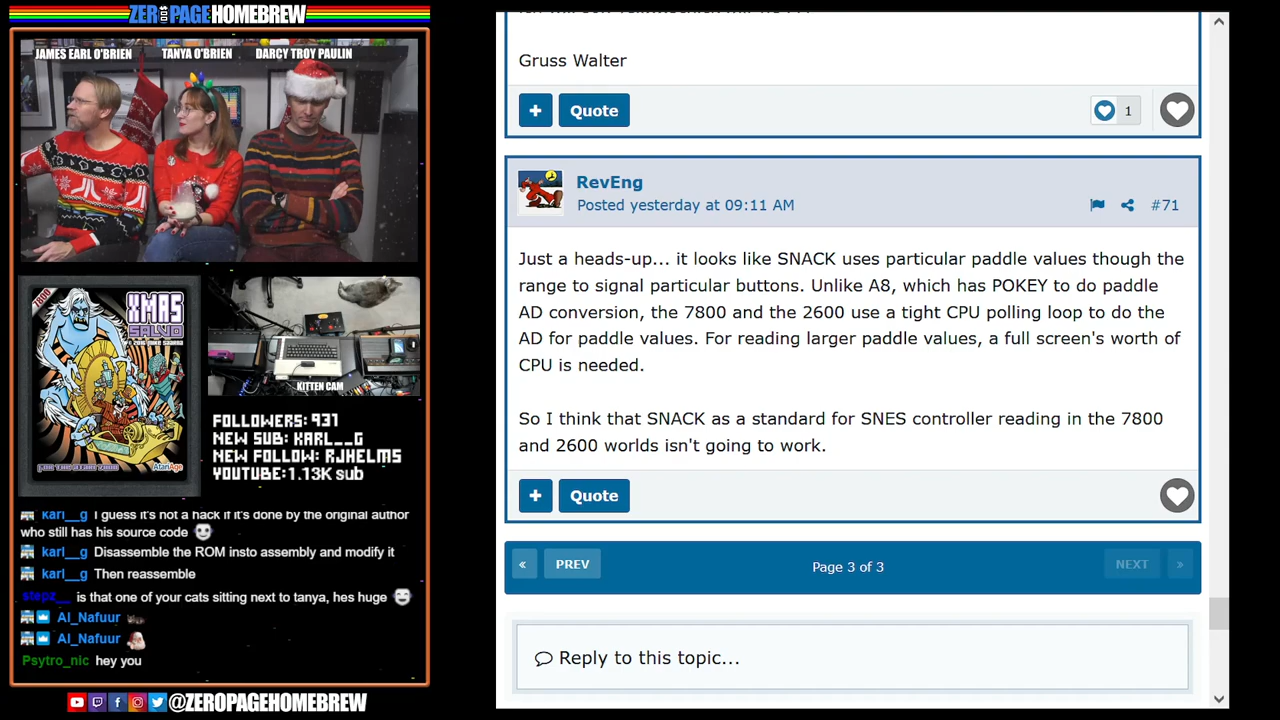 ZERO PAGE HOMEBREW
JAMES EARL O'BRIEN
TANYA O'BRIEN
DARCY TROY PAULIN
7800
XMAS
SALVO
AtariAge
KITTEN CAM
FOLLOWERS: 931
NEW SUB: KARL__G
NEW FOLLOW: RJHELMS
YOUTUBE: 1.13K sub
karl__g I guess it's not a hack if it's done by the original author
who still has his source code
karl__g Disassemble the ROM insto assembly and modify it
karl__g Then reassemble
stepz__ is that one of your cats sitting next to tanya, hes huge
Al_Nafuur
Al_Nafuur
Psytro_nic hey you
@ZEROPAGEHOMEBREW
Gruss Walter
+ Quote
1
RevEng
Posted yesterday at 09:11 AM
#71
Just a heads-up... it looks like SNACK uses particular paddle values though the
range to signal particular buttons. Unlike A8, which has POKEY to do paddle
AD conversion, the 7800 and the 2600 use a tight CPU polling loop to do the
AD for paddle values. For reading larger paddle values, a full screen's worth of
CPU is needed.
So I think that SNACK as a standard for SNES controller reading in the 7800
and 2600 worlds isn't going to work.
+ Quote
« PREV
Page 3 of 3
NEXT »
Reply to this topic...